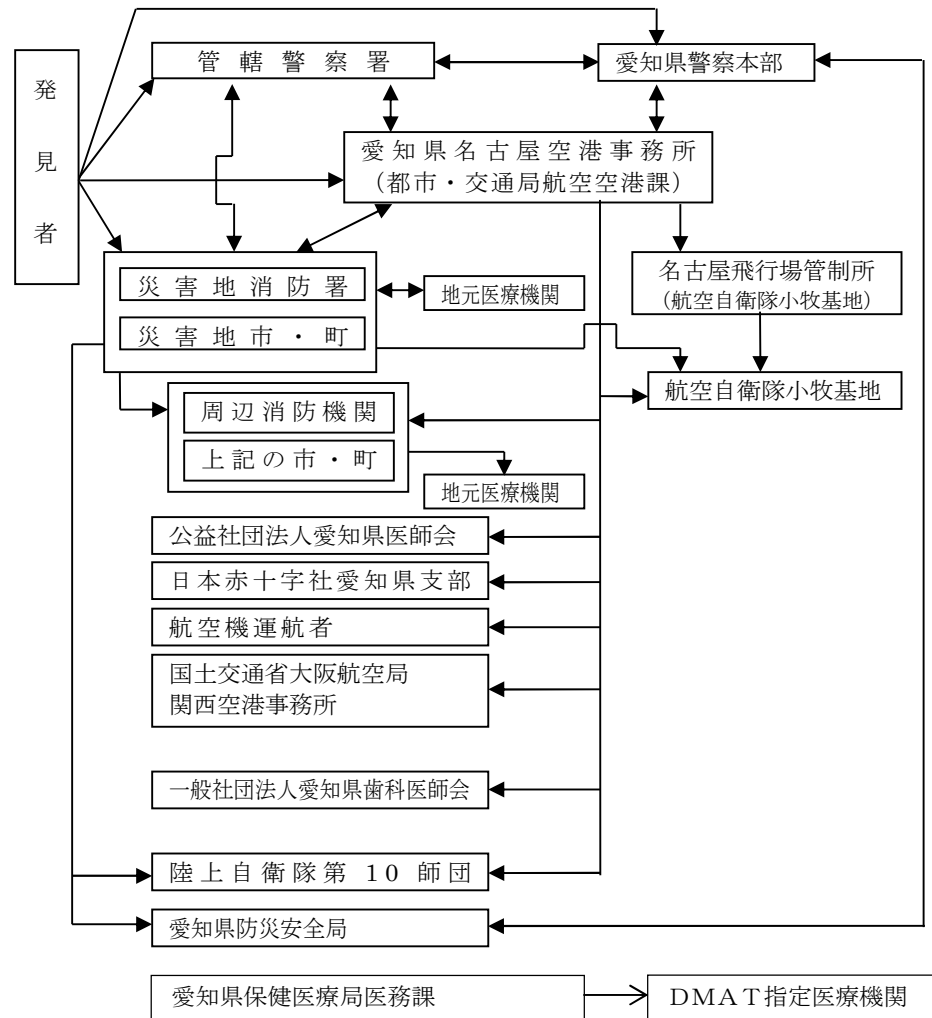 発見者
管轄警察署
愛知県警察本部
愛知県名古屋空港事務所
（都市・交通局航空空港課）
災害地消防署
災害地市・町
地元医療機関
名古屋飛行場管制所
（航空自衛隊小牧基地）
航空自衛隊小牧基地
周辺消防機関
上記の市・町
地元医療機関
公益社団法人愛知県医師会
日本赤十字社愛知県支部
航空機運航者
国土交通省大阪航空局
関西空港事務所
一般社団法人愛知県歯科医師会
陸上自衛隊第10師団
愛知県防災安全局
愛知県保健医療局医務課
ＤＭＡＴ指定医療機関